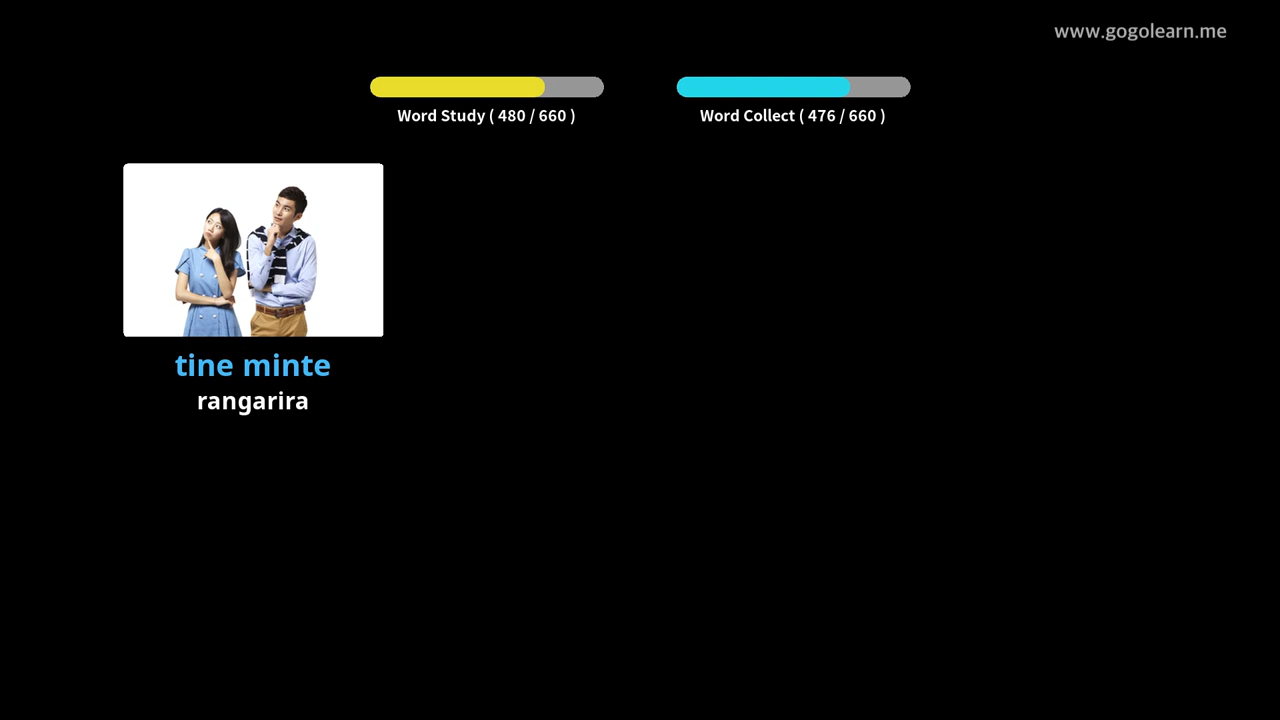 www.gogolearn.me
Word Study ( 480 / 660 )
Word Collect ( 476 / 660 )
tine minte
rangarira